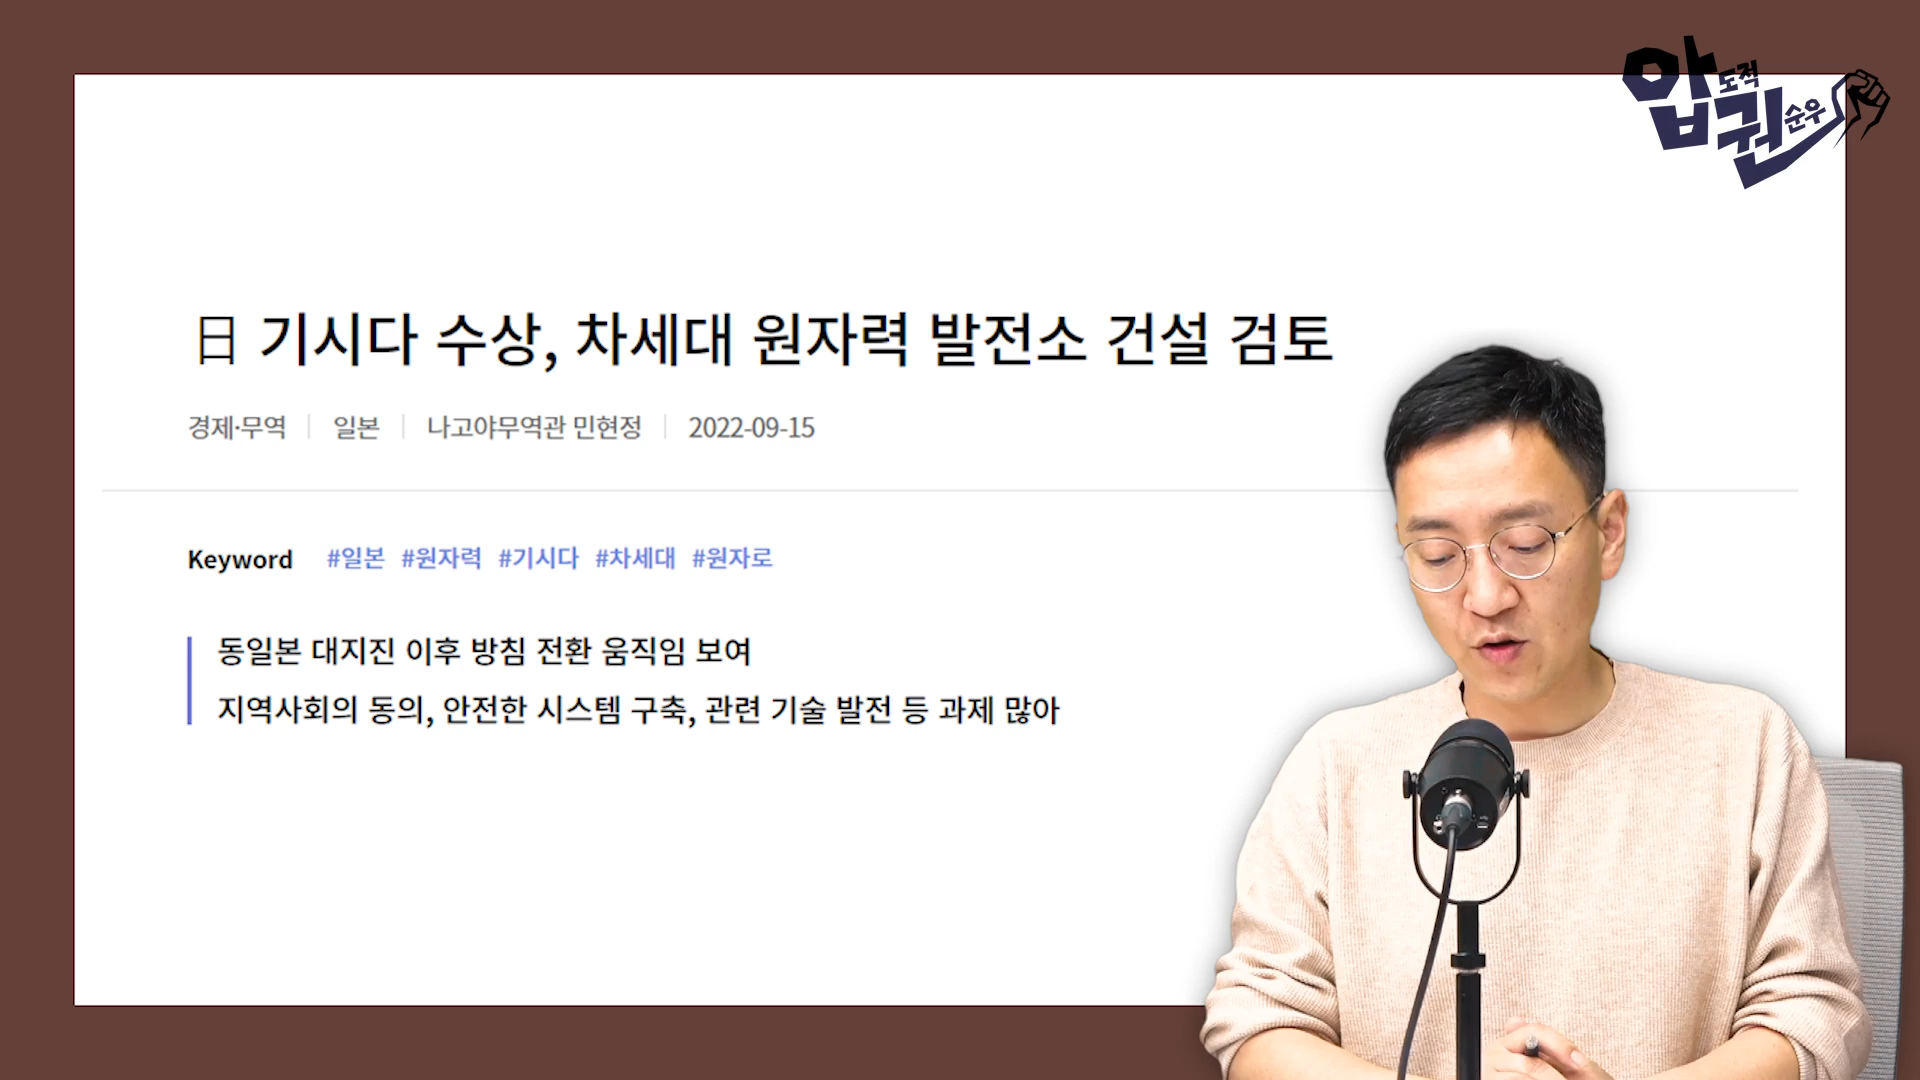 압도적
권순우
日 기시다 수상, 차세대 원자력 발전소 건설 검토
경제·무역 | 일본 | 나고야무역관 민현정 | 2022-09-15
Keyword #일본 #원자력 #기시다 #차세대 #원자로
동일본 대지진 이후 방침 전환 움직임 보여
지역사회의 동의, 안전한 시스템 구축, 관련 기술 발전 등 과제 많아